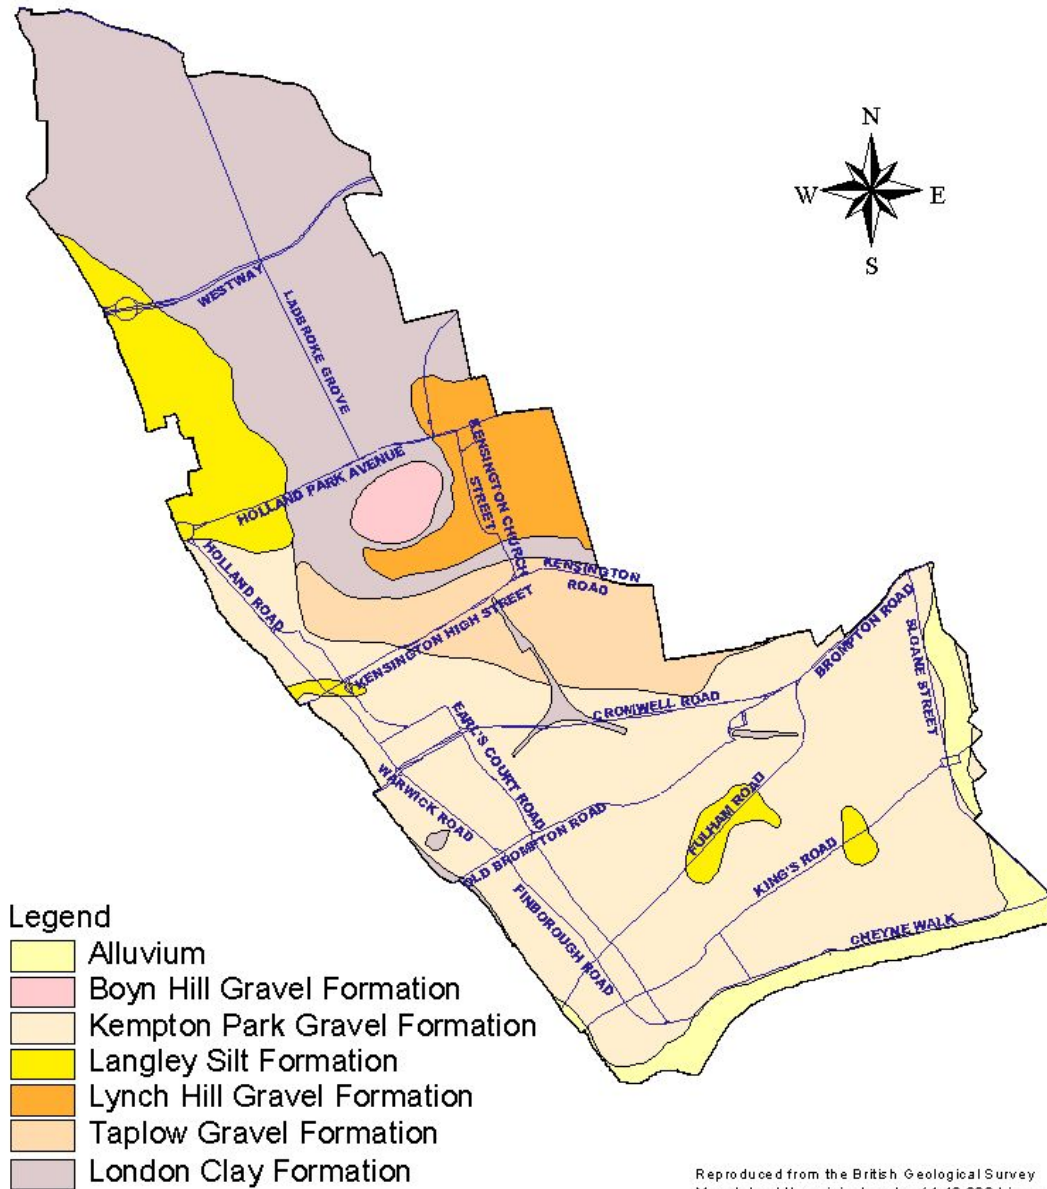 N
W
E
S
WESTWAY
LADBROKE GROVE
HOLLAND PARK AVENUE
KENSINGTON CHURCH
STREET
HOLLAND ROAD
KENSINGTON
ROAD
KENSINGTON HIGH STREET
BROMPTON ROAD
SLOANE STREET
CROMWELL ROAD
EARL'S COURT ROAD
WARWICK ROAD
OLD BROMPTON ROAD
FULHAM ROAD
KING'S ROAD
FINBOROUGH ROAD
CHEYNE WALK
Legend
Alluvium
Boyn Hill Gravel Formation
Kempton Park Gravel Formation
Langley Silt Formation
Lynch Hill Gravel Formation
Taplow Gravel Formation
London Clay Formation
Reproduced from the British Geological Survey